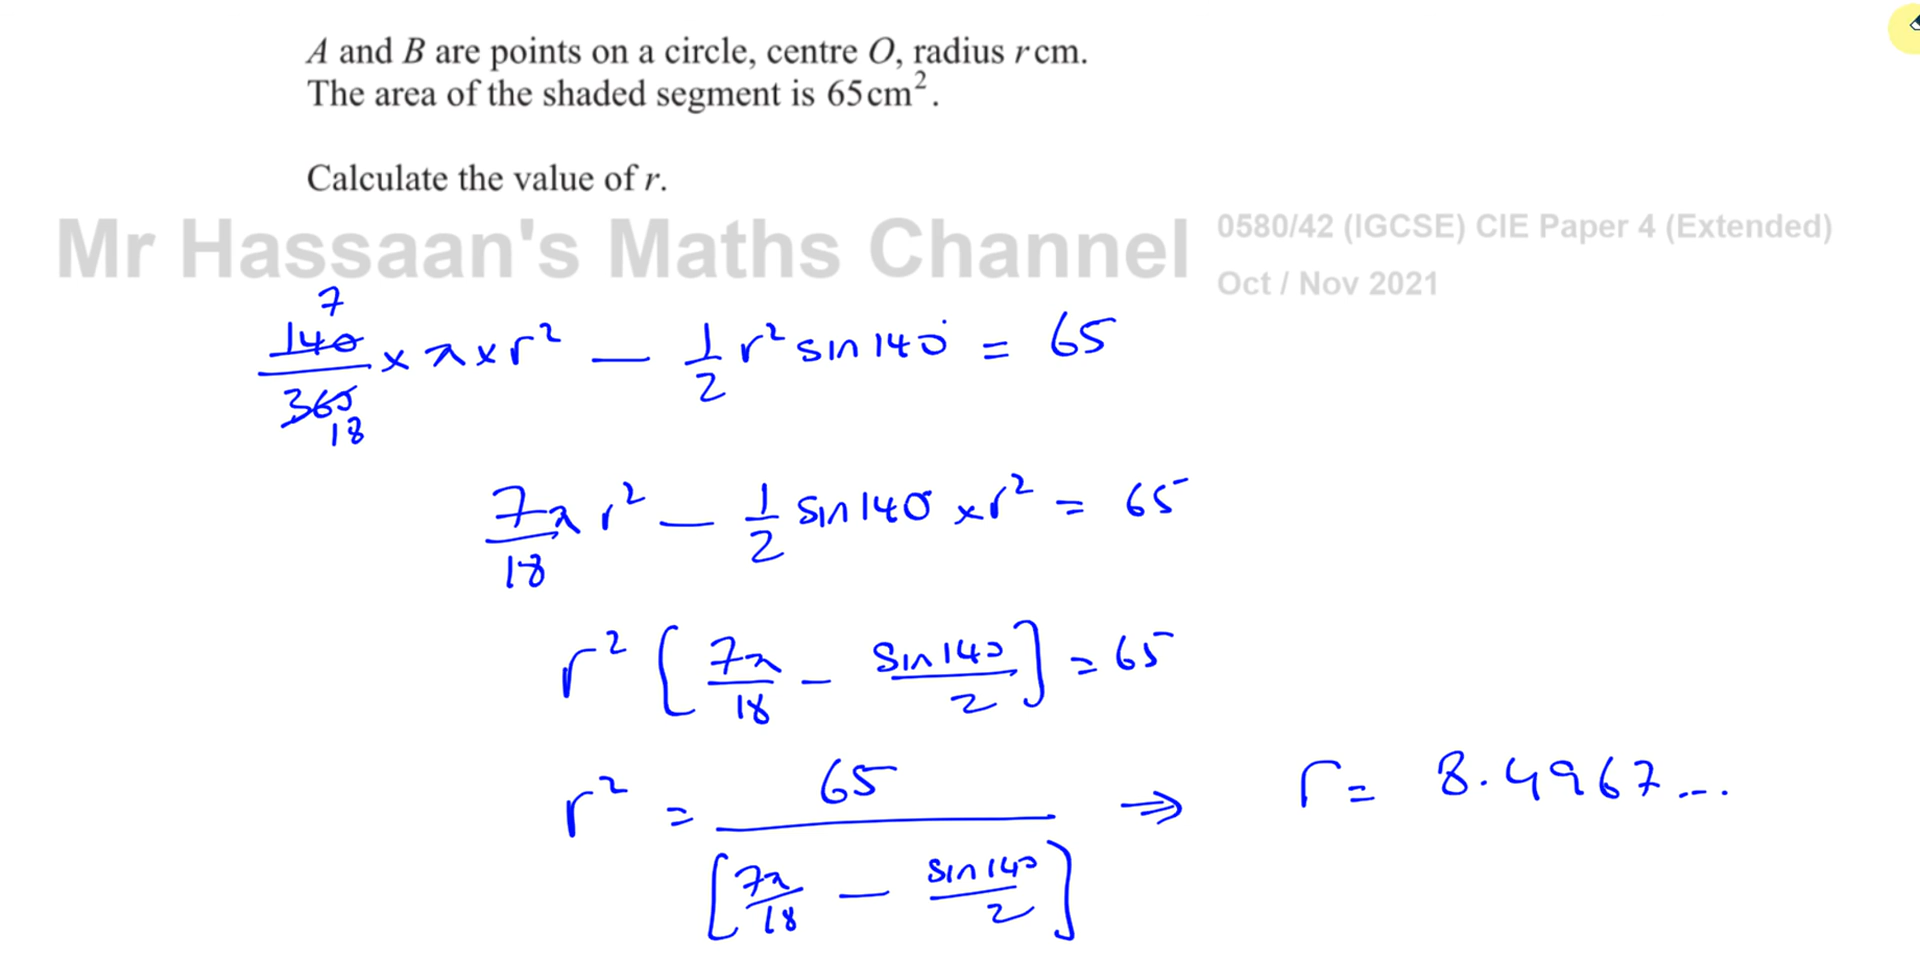 A and B are points on a circle, centre O, radius r cm.
The area of the shaded segment is 65 cm².
Calculate the value of r.
Mr Hassaan's Maths Channel
0580/42 (IGCSE) CIE Paper 4 (Extended)
Oct / Nov 2021
7
140/360 × π × r² − 1/2 r² sin 140 = 65
18
7π/18 r² − 1/2 sin 140 × r² = 65
r² [7π/18 − sin 140/2] = 65
r² = 65/[7π/18 − sin 140/2] ⇒ r = 8.4967...